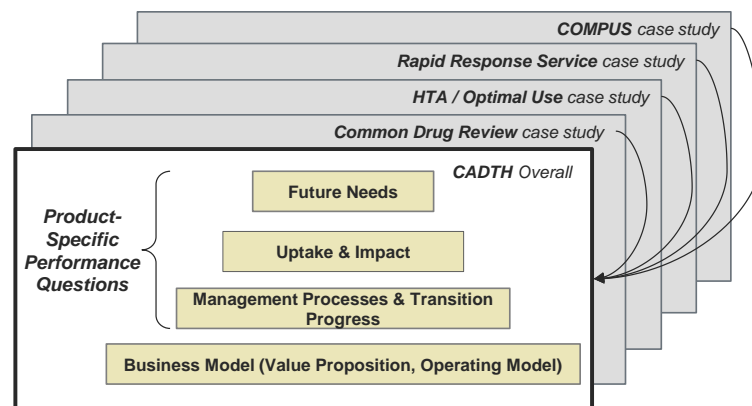 COMPUS case study
Rapid Response Service case study
HTA / Optimal Use case study
Common Drug Review case study
CADTH Overall
Future Needs
Product-
Specific
Performance
Questions
Uptake & Impact
Management Processes & Transition
Progress
Business Model (Value Proposition, Operating Model)